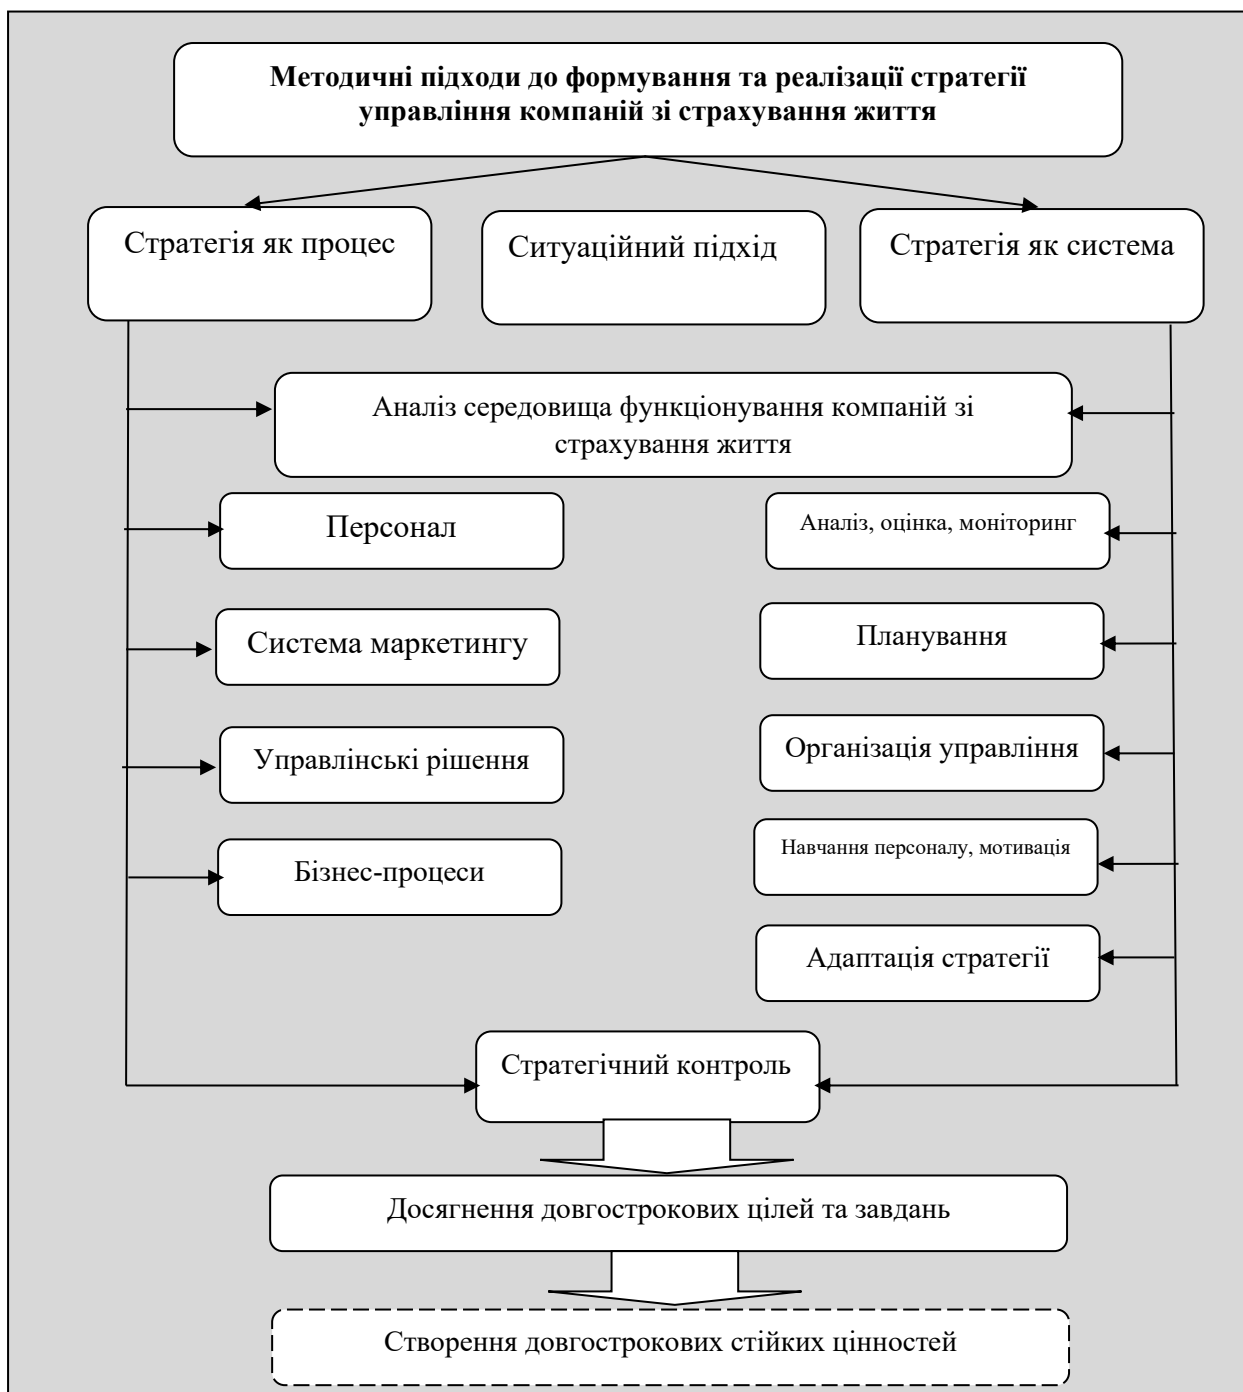 Методичні підходи до формування та реалізації стратегії
управління компаній зі страхування життя
Стратегія як процес
Ситуаційний підхід
Стратегія як система
Аналіз середовища функціонування компаній зі
страхування життя
Персонал
Аналіз, оцінка, моніторинг
Система маркетингу
Планування
Управлінські рішення
Організація управління
Бізнес-процеси
Навчання персоналу, мотивація
Адаптація стратегії
Стратегічний контроль
Досягнення довгострокових цілей та завдань
Створення довгострокових стійких цінностей